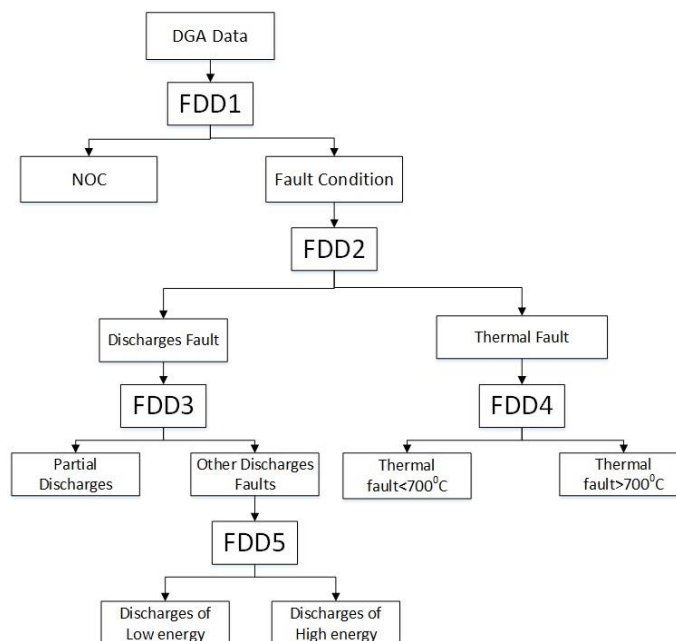 DGA Data
FDD1
NOC
Fault Condition
FDD2
Discharges Fault
Thermal Fault
FDD3
FDD4
Partial
Discharges
Other Discharges
Faults
Thermal
fault<700⁰C
Thermal
fault>700⁰C
FDD5
Discharges of
Low energy
Discharges of
High energy